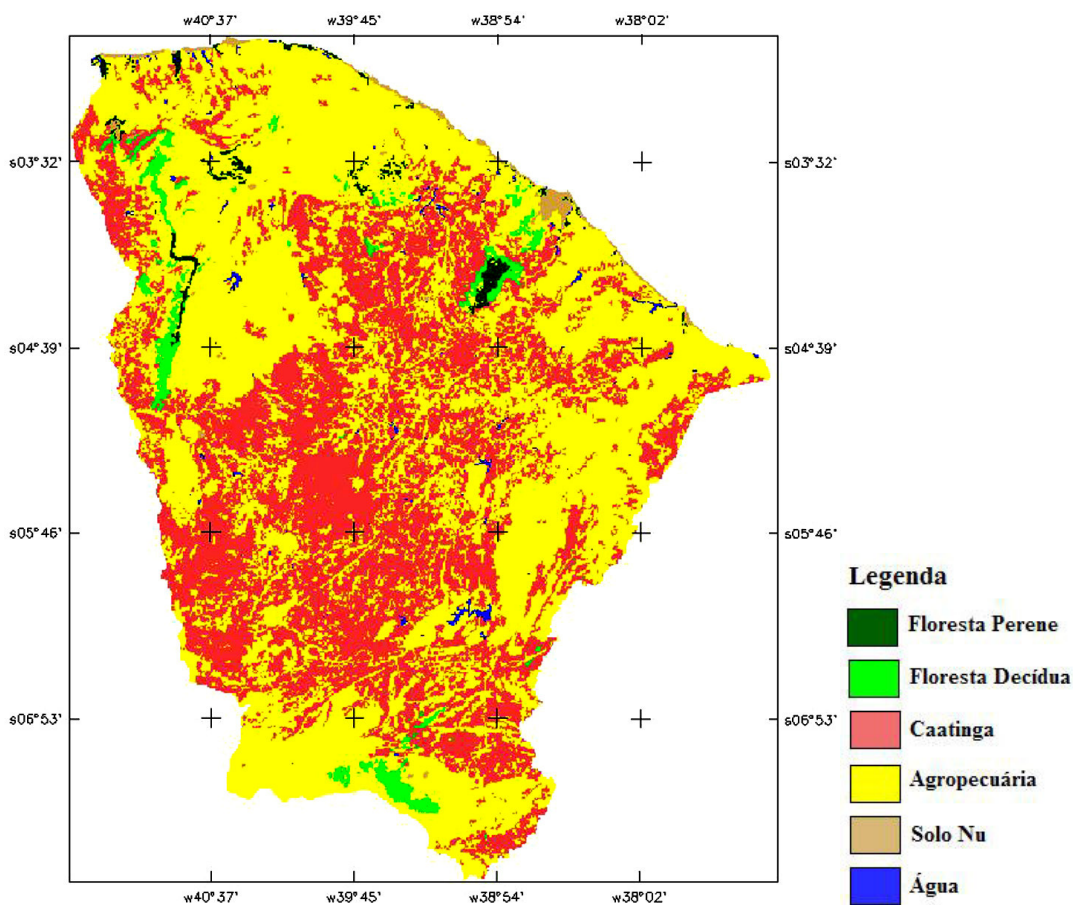 w40°37' w39°45' w38°54' w38°02'
s03°32' s03°32'
s04°39' s04°39'
s05°46' s05°46'
Legenda
Floresta Perene
Floresta Decídua
s06°53' s06°53'
Caatinga
Agropecuária
Solo Nu
Água
w40°37' w39°45' w38°54' w38°02'